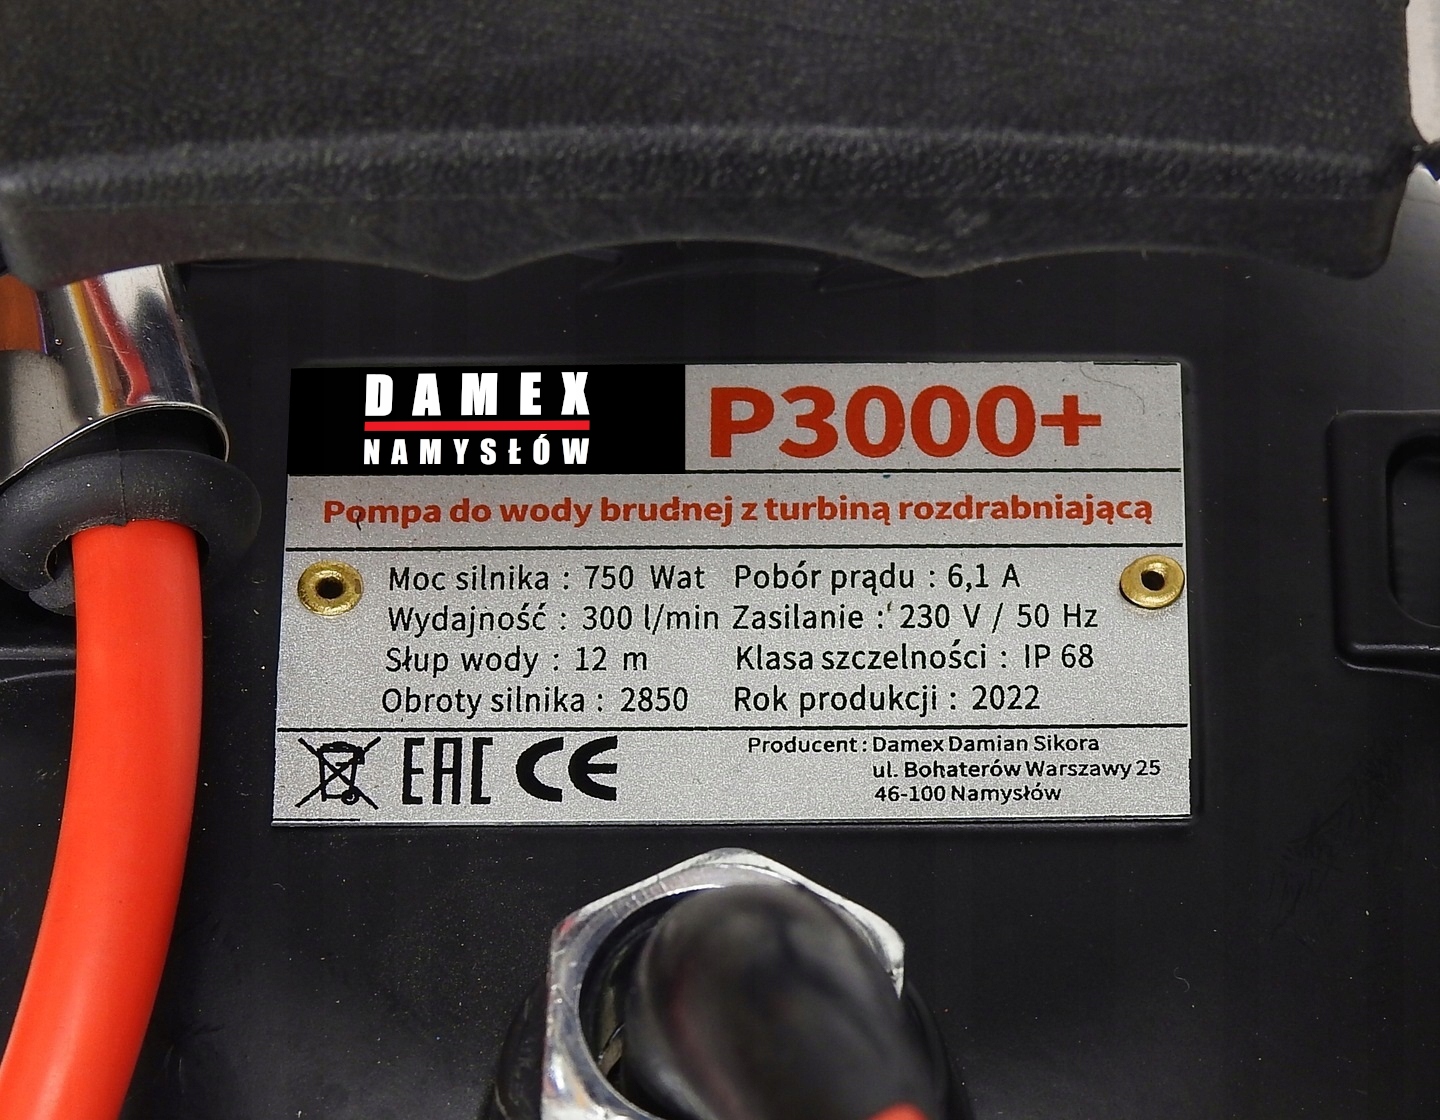 DAMEX
NAMYSŁÓW
P3000+
Pompa do wody brudnej z turbiną rozdrabniającą
Moc silnika : 750 Wat Pobór prądu : 6,1 A
Wydajność : 300 l/min Zasilanie : 230 V / 50 Hz
Słup wody : 12 m Klasa szczelności : IP 68
Obroty silnika : 2850 Rok produkcji : 2022
EAC CE
Producent : Damex Damian Sikora
ul. Bohaterów Warszawy 25
46-100 Namysłów